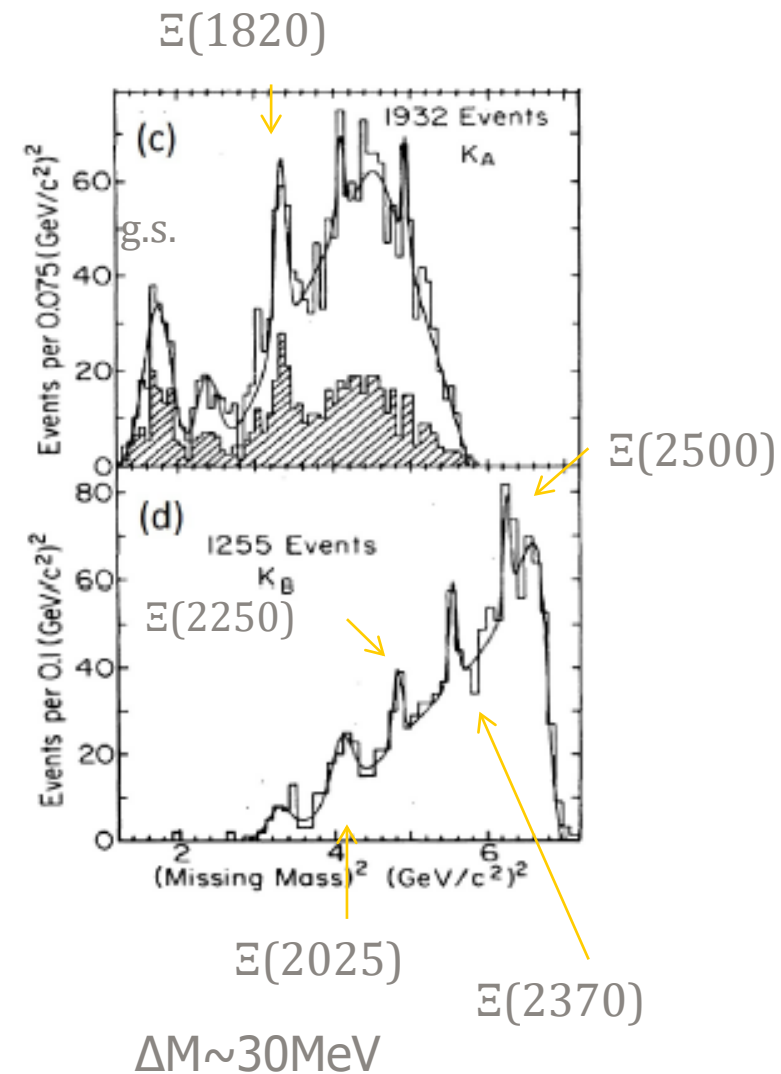 Ξ(1820)
(c)
1932 Events
K_A
g.s.
60
40
20
0
Events per 0.075(GeV/c²)²
Ξ(2500)
80
(d)
1255 Events
K_B
Ξ(2250)
60
40
20
0
Events per 0.1(GeV/c²)²
2 4 6
(Missing Mass)² (GeV/c²)²
Ξ(2025)
Ξ(2370)
ΔM~30MeV